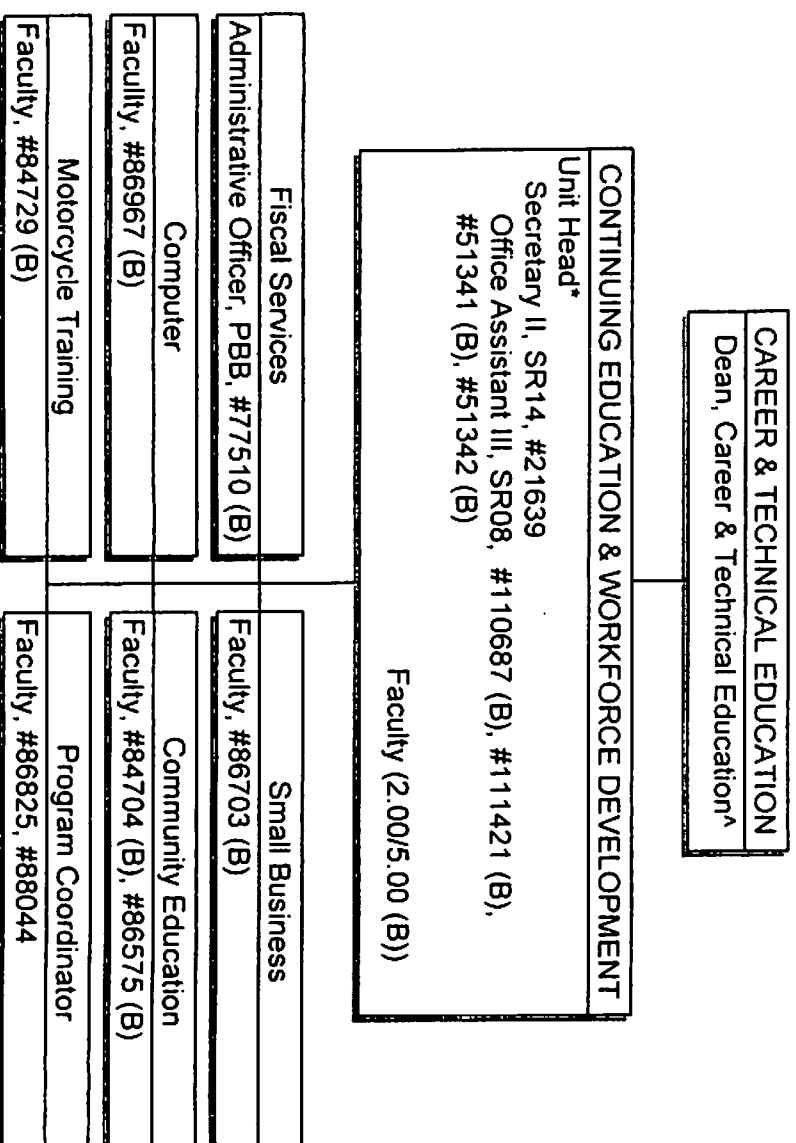 CAREER & TECHNICAL EDUCATION
Dean, Career & Technical Education^
CONTINUING EDUCATION & WORKFORCE DEVELOPMENT
Unit Head*
Secretary II, SR14, #21639
Office Assistant III, SR08, #110687 (B), #111421 (B),
#51341 (B), #51342 (B)
Faculty (2.00/5.00 (B))
Fiscal Services
Administrative Officer, PBB, #77510 (B)
Small Business
Faculty, #86703 (B)
Computer
Facullty, #86967 (B)
Community Education
Faculty, #84704 (B), #86575 (B)
Motorcycle Training
Faculty, #84729 (B)
Program Coordinator
Faculty, #86825, #88044